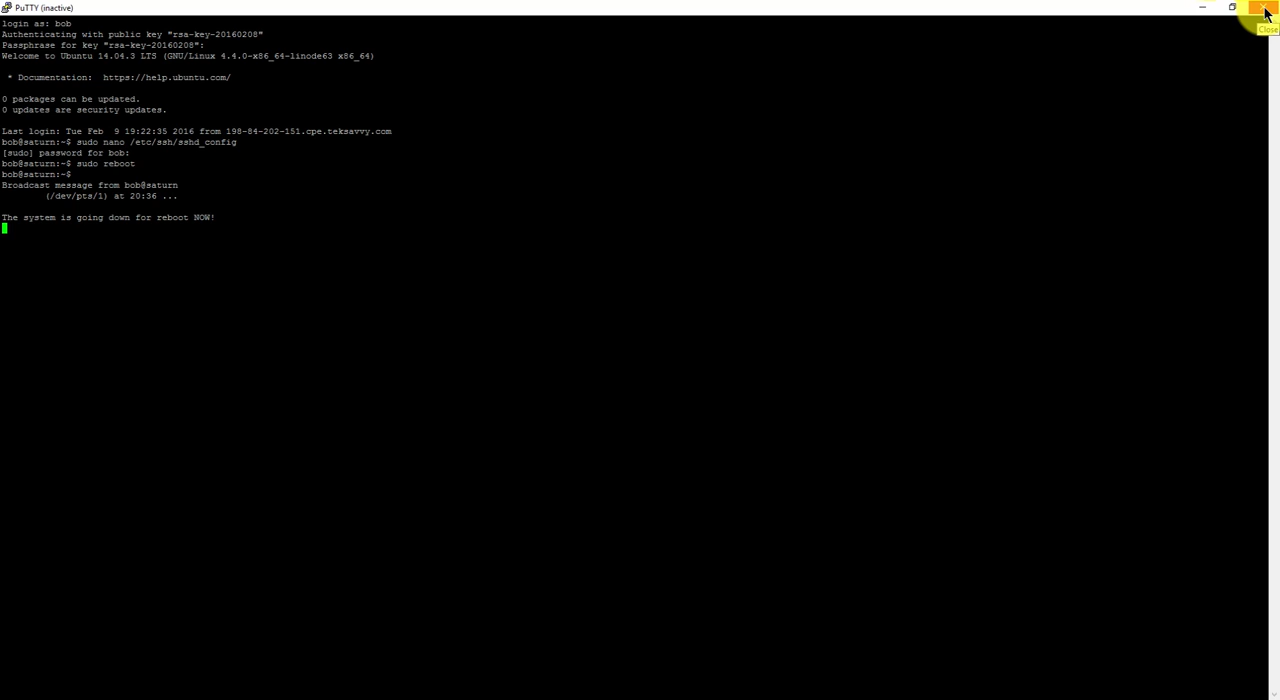 PuTTY (inactive)
Close
login as: bob
Authenticating with public key "rsa-key-20160208"
Passphrase for key "rsa-key-20160208":
Welcome to Ubuntu 14.04.3 LTS (GNU/Linux 4.4.0-x86_64-linode63 x86_64)
* Documentation:  https://help.ubuntu.com/
0 packages can be updated.
0 updates are security updates.
Last login: Tue Feb  9 19:22:35 2016 from 198-84-202-151.cpe.teksavvy.com
bob@saturn:~$ sudo nano /etc/ssh/sshd_config
[sudo] password for bob:
bob@saturn:~$ sudo reboot
bob@saturn:~$
Broadcast message from bob@saturn
(/dev/pts/1) at 20:36 ...
The system is going down for reboot NOW!